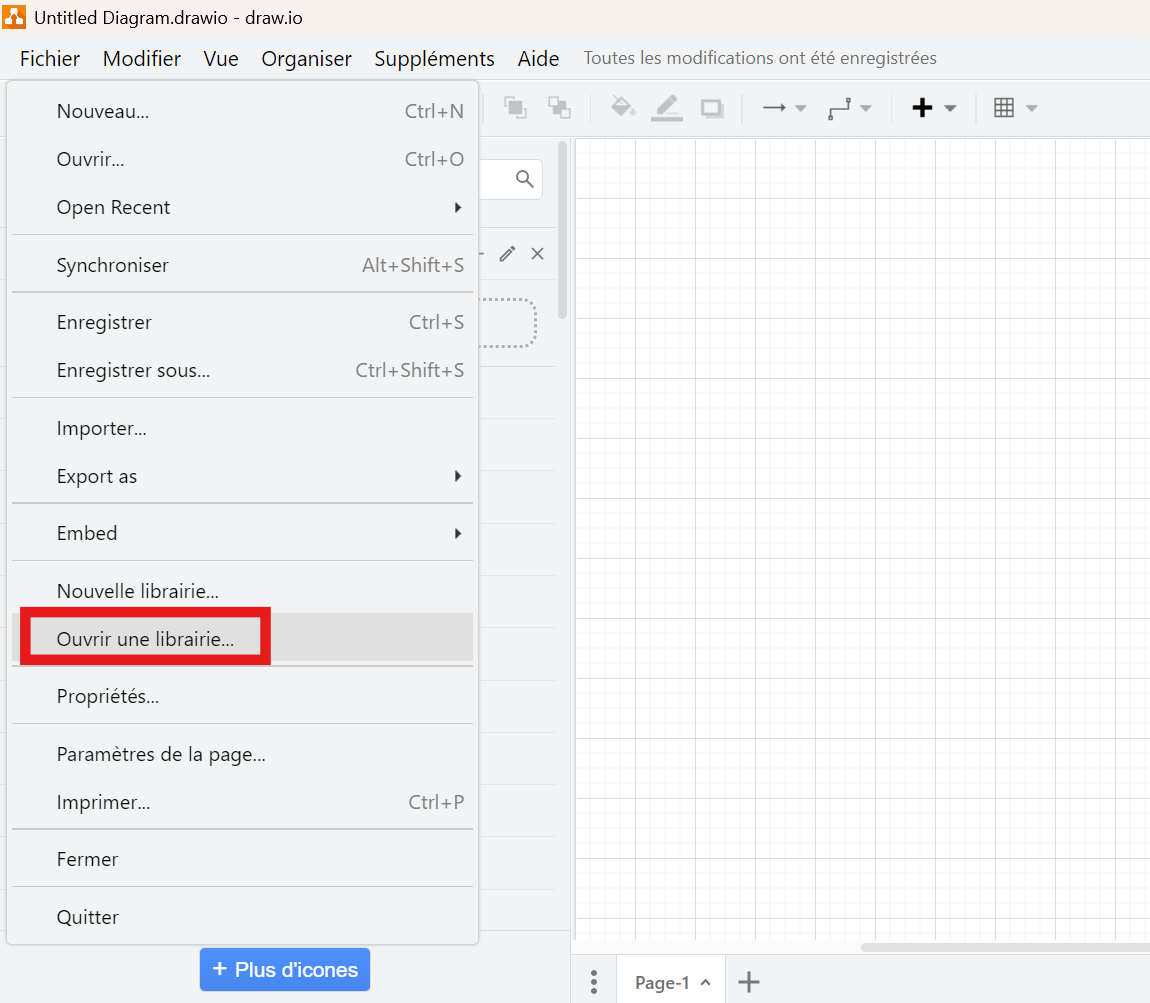 Untitled Diagram.drawio - draw.io
Fichier Modifier Vue Organiser Suppléments Aide Toutes les modifications ont été enregistrées
Nouveau... Ctrl+N
Ouvrir... Ctrl+O
Open Recent
Synchroniser Alt+Shift+S
Enregistrer Ctrl+S
Enregistrer sous... Ctrl+Shift+S
Importer...
Export as
Embed
Nouvelle librairie...
Ouvrir une librairie...
Propriétés...
Paramètres de la page...
Imprimer... Ctrl+P
Fermer
Quitter
+ Plus d'icones
Page-1